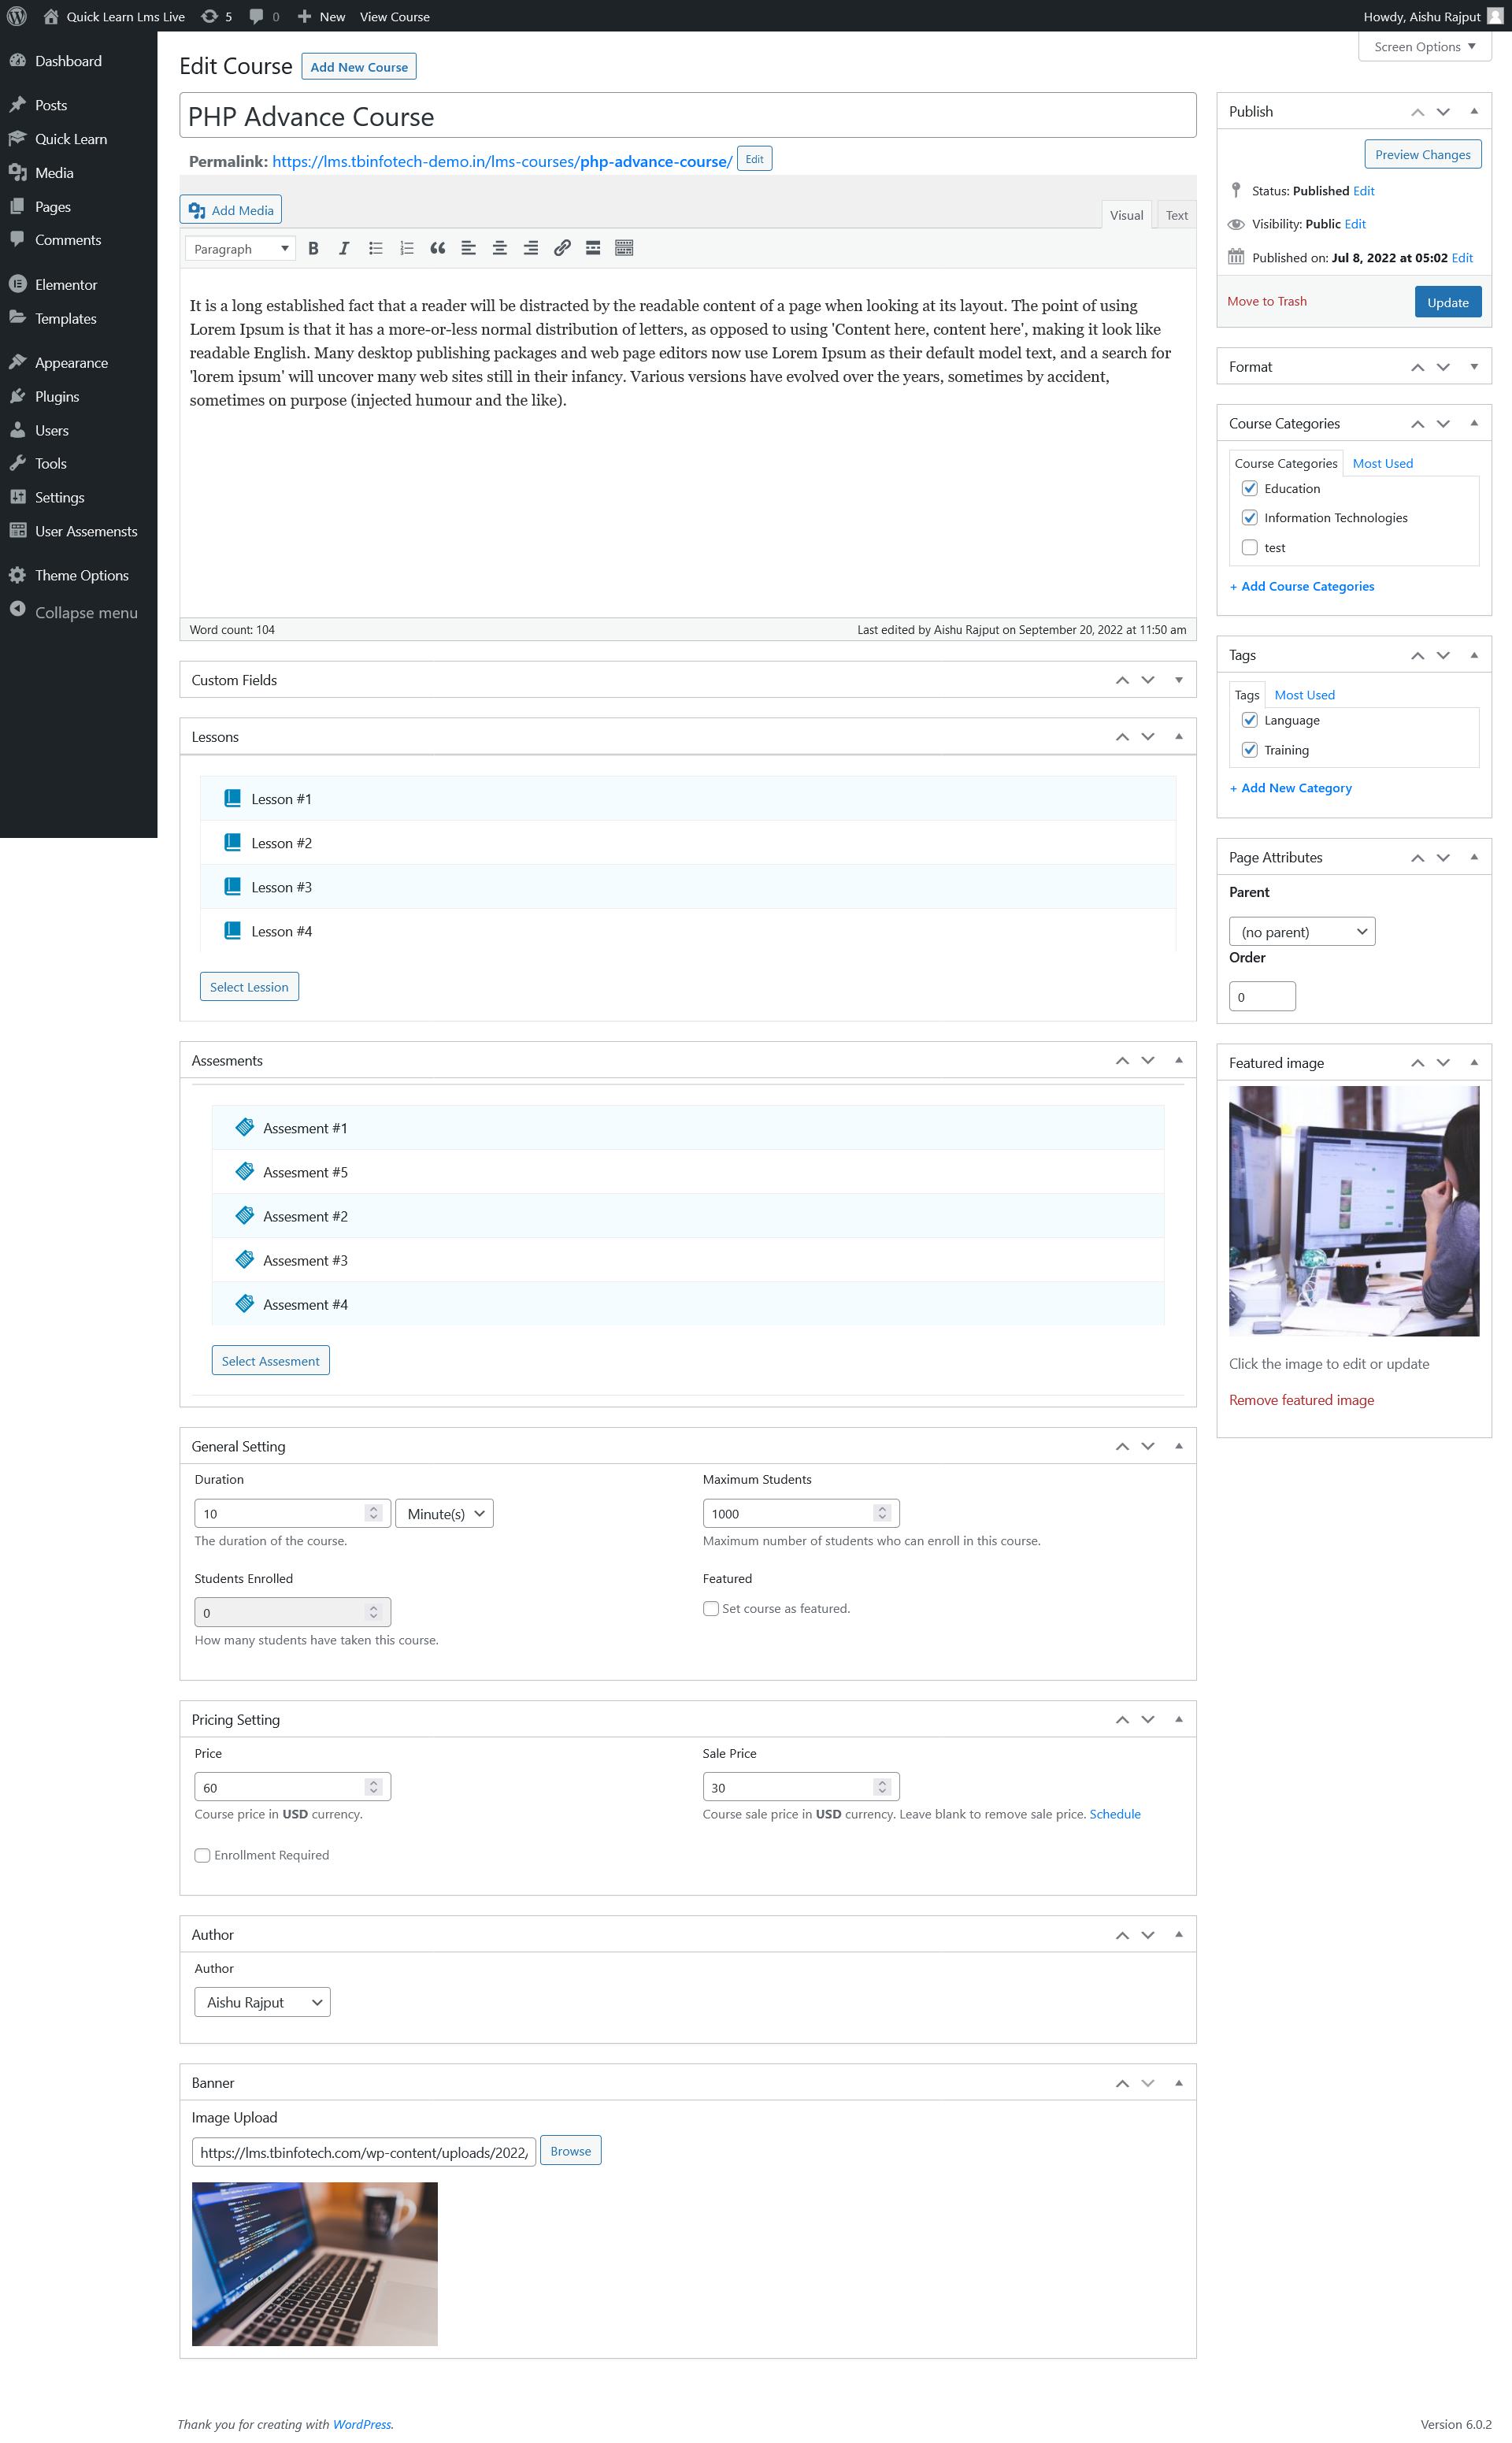 Quick Learn Lms Live 5 0 New View Course Howdy, Aishu Rajput
Dashboard
Posts
Quick Learn
Media
Pages
Comments
Elementor
Templates
Appearance
Plugins
Users
Tools
Settings
User Assemensts
Theme Options
Collapse menu
Screen Options
Edit Course Add New Course
PHP Advance Course
Permalink: https://lms.tbinfotech-demo.in/lms-courses/php-advance-course/ Edit
Add Media
Visual Text
Paragraph
It is a long established fact that a reader will be distracted by the readable content of a page when looking at its layout. The point of using
Lorem Ipsum is that it has a more-or-less normal distribution of letters, as opposed to using 'Content here, content here', making it look like
readable English. Many desktop publishing packages and web page editors now use Lorem Ipsum as their default model text, and a search for
'lorem ipsum' will uncover many web sites still in their infancy. Various versions have evolved over the years, sometimes by accident,
sometimes on purpose (injected humour and the like).
Word count: 104 Last edited by Aishu Rajput on September 20, 2022 at 11:50 am
Custom Fields
Lessons
Lesson #1
Lesson #2
Lesson #3
Lesson #4
Select Lession
Assesments
Assesment #1
Assesment #5
Assesment #2
Assesment #3
Assesment #4
Select Assesment
General Setting
Duration Maximum Students
10 Minute(s) 1000
The duration of the course. Maximum number of students who can enroll in this course.
Students Enrolled Featured
0 Set course as featured.
How many students have taken this course.
Pricing Setting
Price Sale Price
60 30
Course price in USD currency. Course sale price in USD currency. Leave blank to remove sale price. Schedule
Enrollment Required
Author
Author
Aishu Rajput
Banner
Image Upload
https://lms.tbinfotech.com/wp-content/uploads/2022/ Browse
Publish
Preview Changes
Status: Published Edit
Visibility: Public Edit
Published on: Jul 8, 2022 at 05:02 Edit
Move to Trash Update
Format
Course Categories
Course Categories Most Used
Education
Information Technologies
test
+ Add Course Categories
Tags
Tags Most Used
Language
Training
+ Add New Category
Page Attributes
Parent
(no parent)
Order
0
Featured image
Click the image to edit or update
Remove featured image
Thank you for creating with WordPress. Version 6.0.2